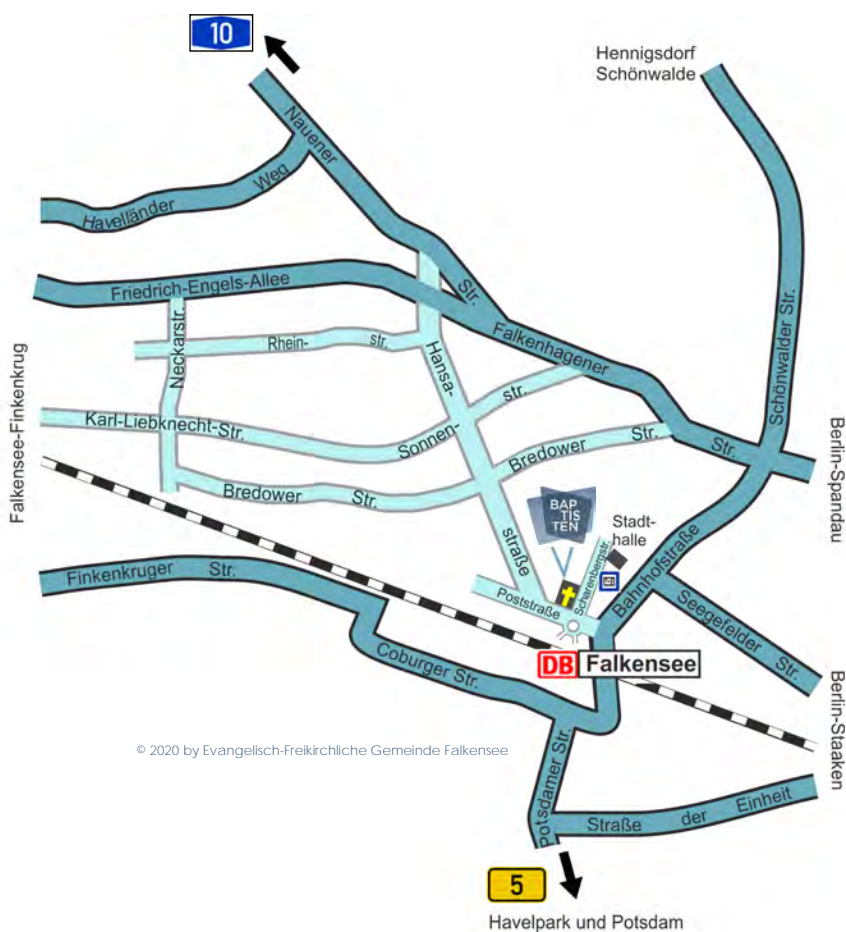 10
Hennigsdorf
Schönwalde
Nauener
Str.
Havelländer Weg
Friedrich-Engels-Allee
Neckarstr.
Rhein-
str.
Hansa-
straße
Falkenhagener
Str.
Schönwalder Str.
Falkensee-Finkenkrug
Karl-Liebknecht-Str.
Sonnen-
str.
Bredower Str.
Bredower Str.
Berlin-Spandau
BAP
TIS
TEN
Stadt-
halle
Scharenbergstr.
Bahnhofstraße
Poststraße
Finkenkruger Str.
Seegefelder Str.
DB Falkensee
Coburger Str.
Berlin-Staaken
© 2020 by Evangelisch-Freikirchliche Gemeinde Falkensee
Potsdamer Str.
Straße der Einheit
5
Havelpark und Potsdam